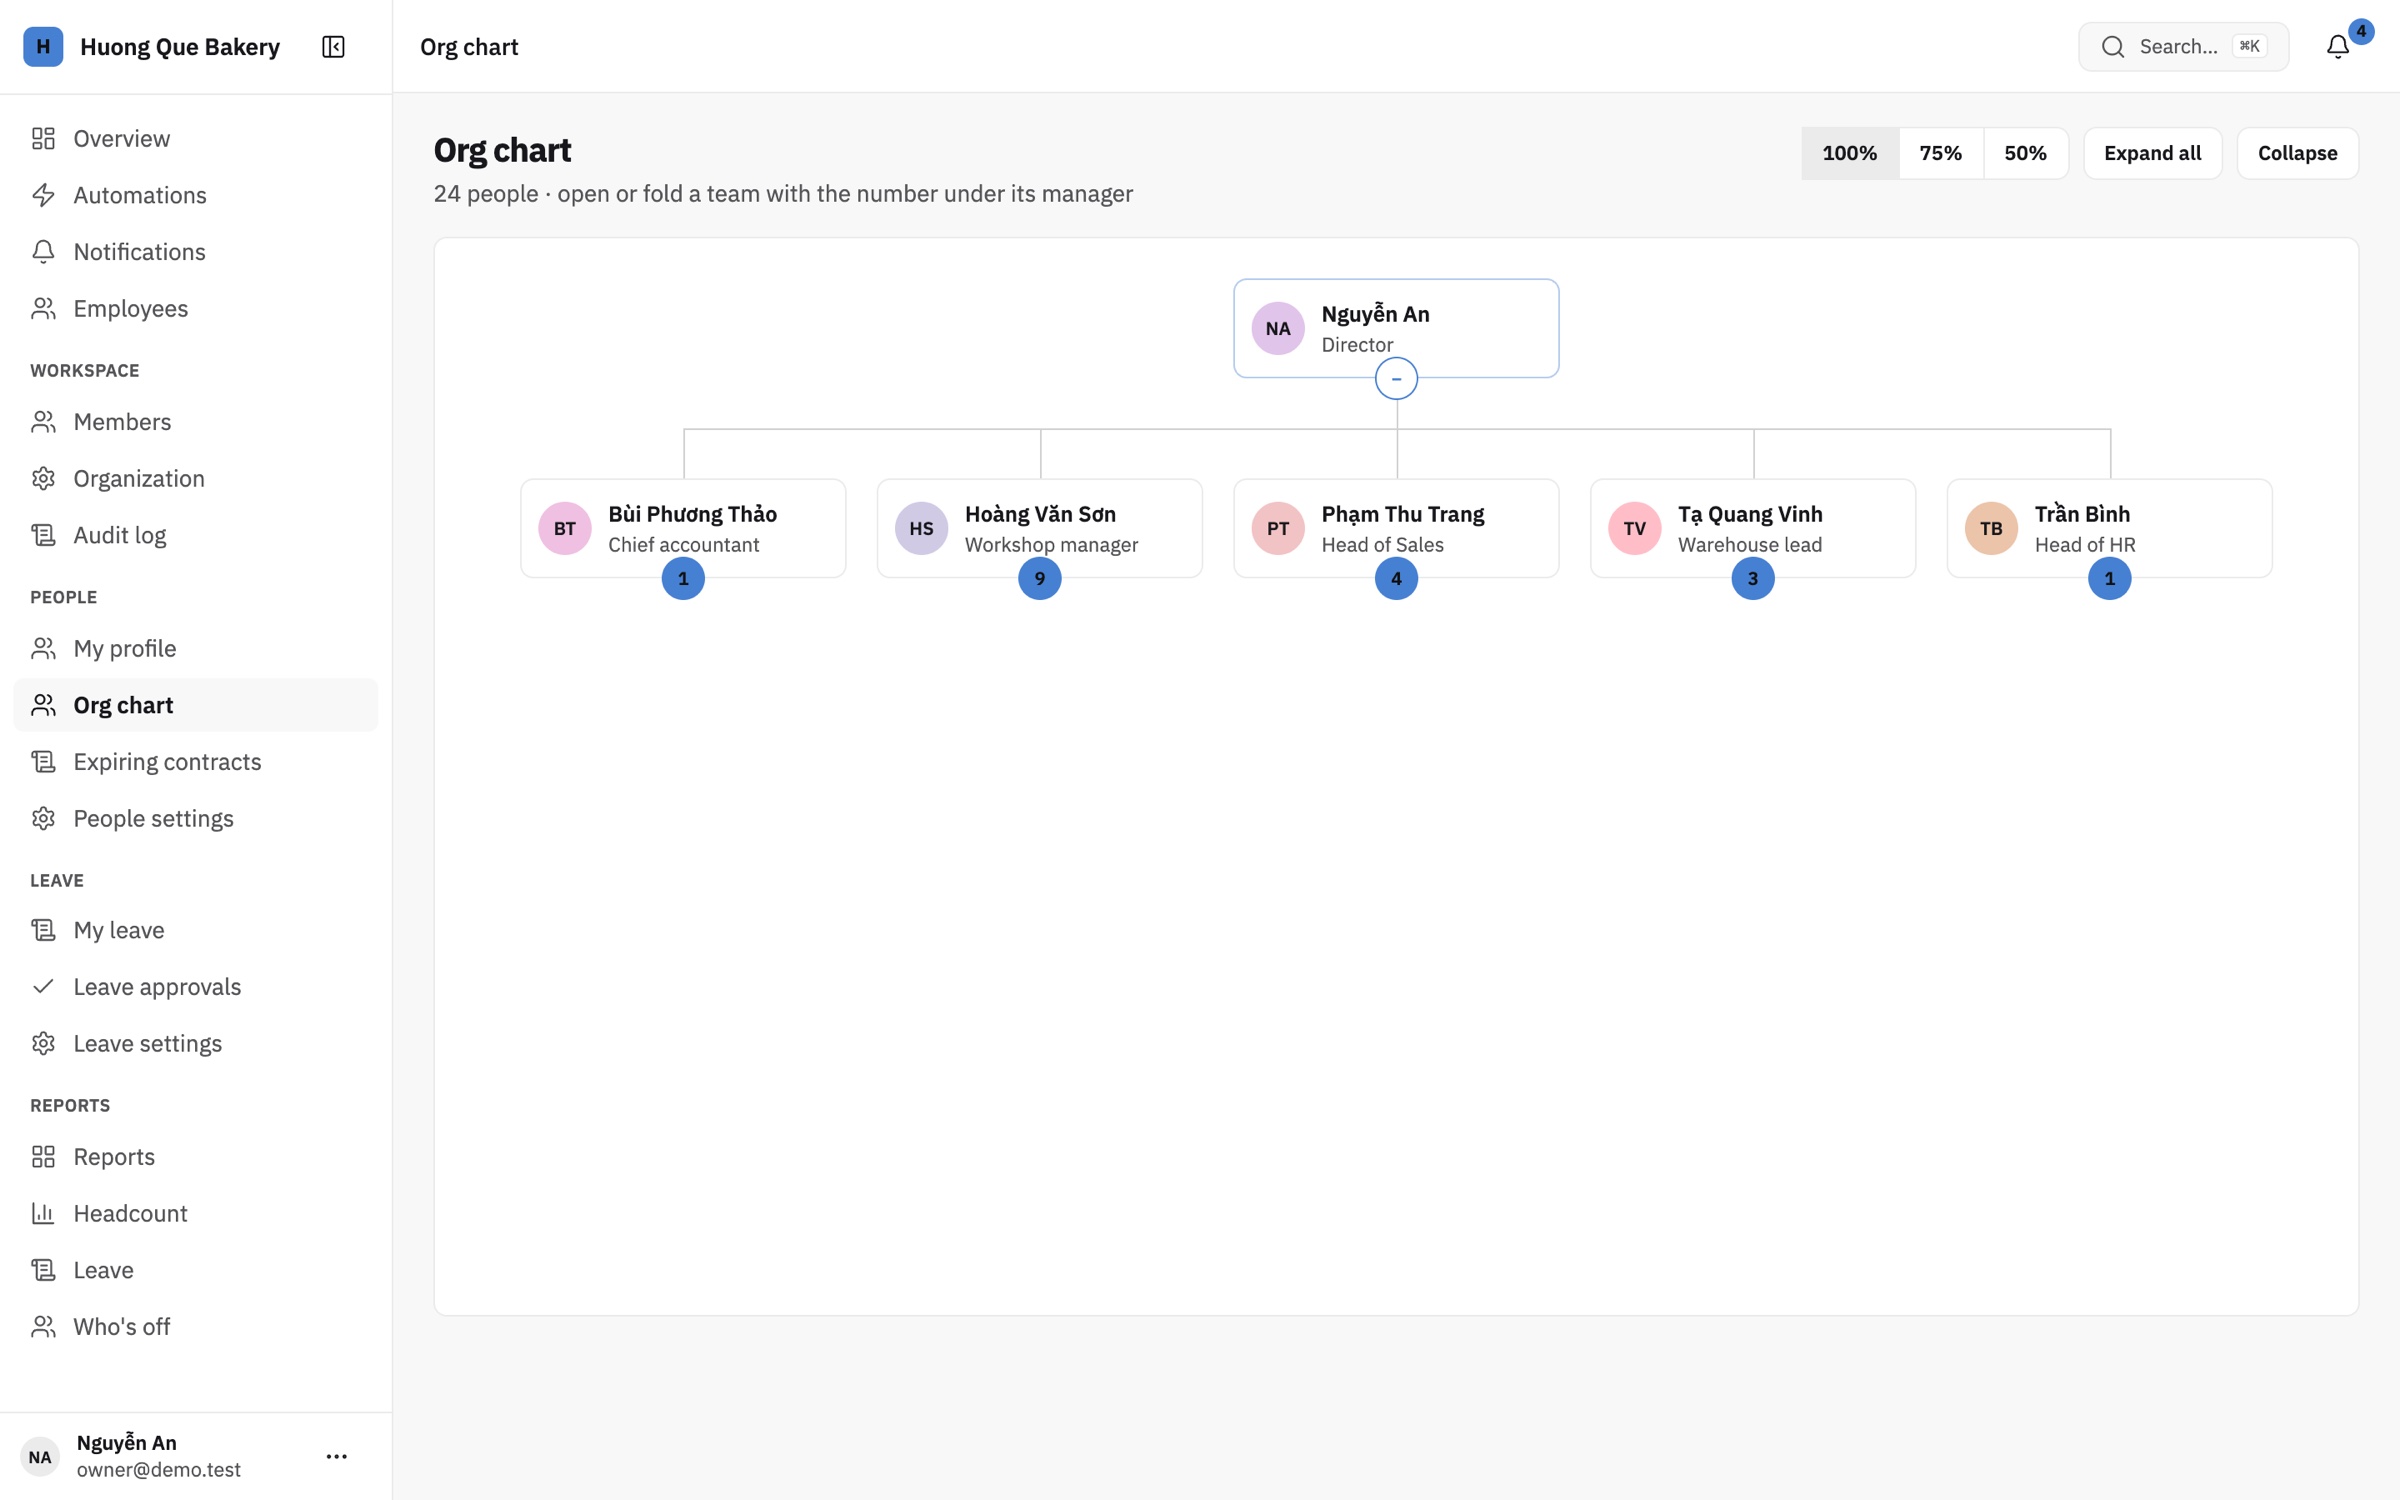 H Huong Que Bakery
Overview
Automations
Notifications
Employees
WORKSPACE
Members
Organization
Audit log
PEOPLE
My profile
Org chart
Expiring contracts
People settings
LEAVE
My leave
Leave approvals
Leave settings
REPORTS
Reports
Headcount
Leave
Who's off
NA
Nguyễn An
owner@demo.test
Org chart
Search... ⌘K
4
Org chart
24 people · open or fold a team with the number under its manager
100% 75% 50% Expand all Collapse
NA
Nguyễn An
Director
–
BT
Bùi Phương Thảo
Chief accountant
1
HS
Hoàng Văn Sơn
Workshop manager
9
PT
Phạm Thu Trang
Head of Sales
4
TV
Tạ Quang Vinh
Warehouse lead
3
TB
Trần Bình
Head of HR
1